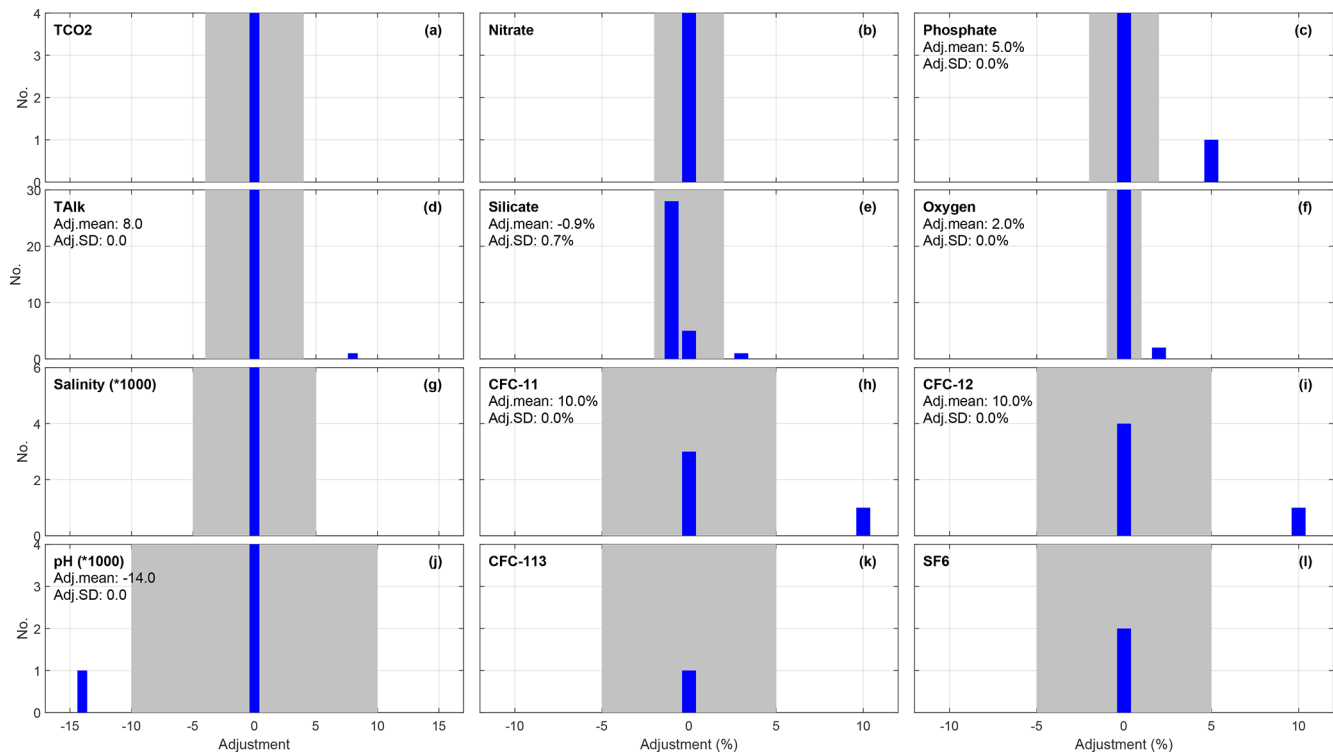 TCO2 (a)
4
3
2
1
0
No.
Nitrate (b)
Phosphate (c)
Adj.mean: 5.0%
Adj.SD: 0.0%
TAlk (d)
Adj.mean: 8.0
Adj.SD: 0.0
30
20
10
0
No.
Silicate (e)
Adj.mean: -0.9%
Adj.SD: 0.7%
Oxygen (f)
Adj.mean: 2.0%
Adj.SD: 0.0%
Salinity (*1000) (g)
6
4
2
0
No.
CFC-11 (h)
Adj.mean: 10.0%
Adj.SD: 0.0%
CFC-12 (i)
Adj.mean: 10.0%
Adj.SD: 0.0%
pH (*1000) (j)
Adj.mean: -14.0
Adj.SD: 0.0
4
3
2
1
0
No.
-15 -10 -5 0 5 10 15
Adjustment
CFC-113 (k)
-10 -5 0 5 10
Adjustment (%)
SF6 (l)
-10 -5 0 5 10
Adjustment (%)